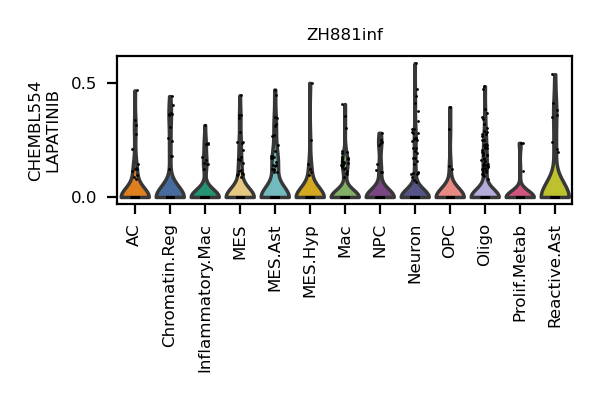 ZH881inf
CHEMBL554
LAPATINIB
0.5
0.0
AC
Chromatin.Reg
Inflammatory.Mac
MES
MES.Ast
MES.Hyp
Mac
NPC
Neuron
OPC
Oligo
Prolif.Metab
Reactive.Ast